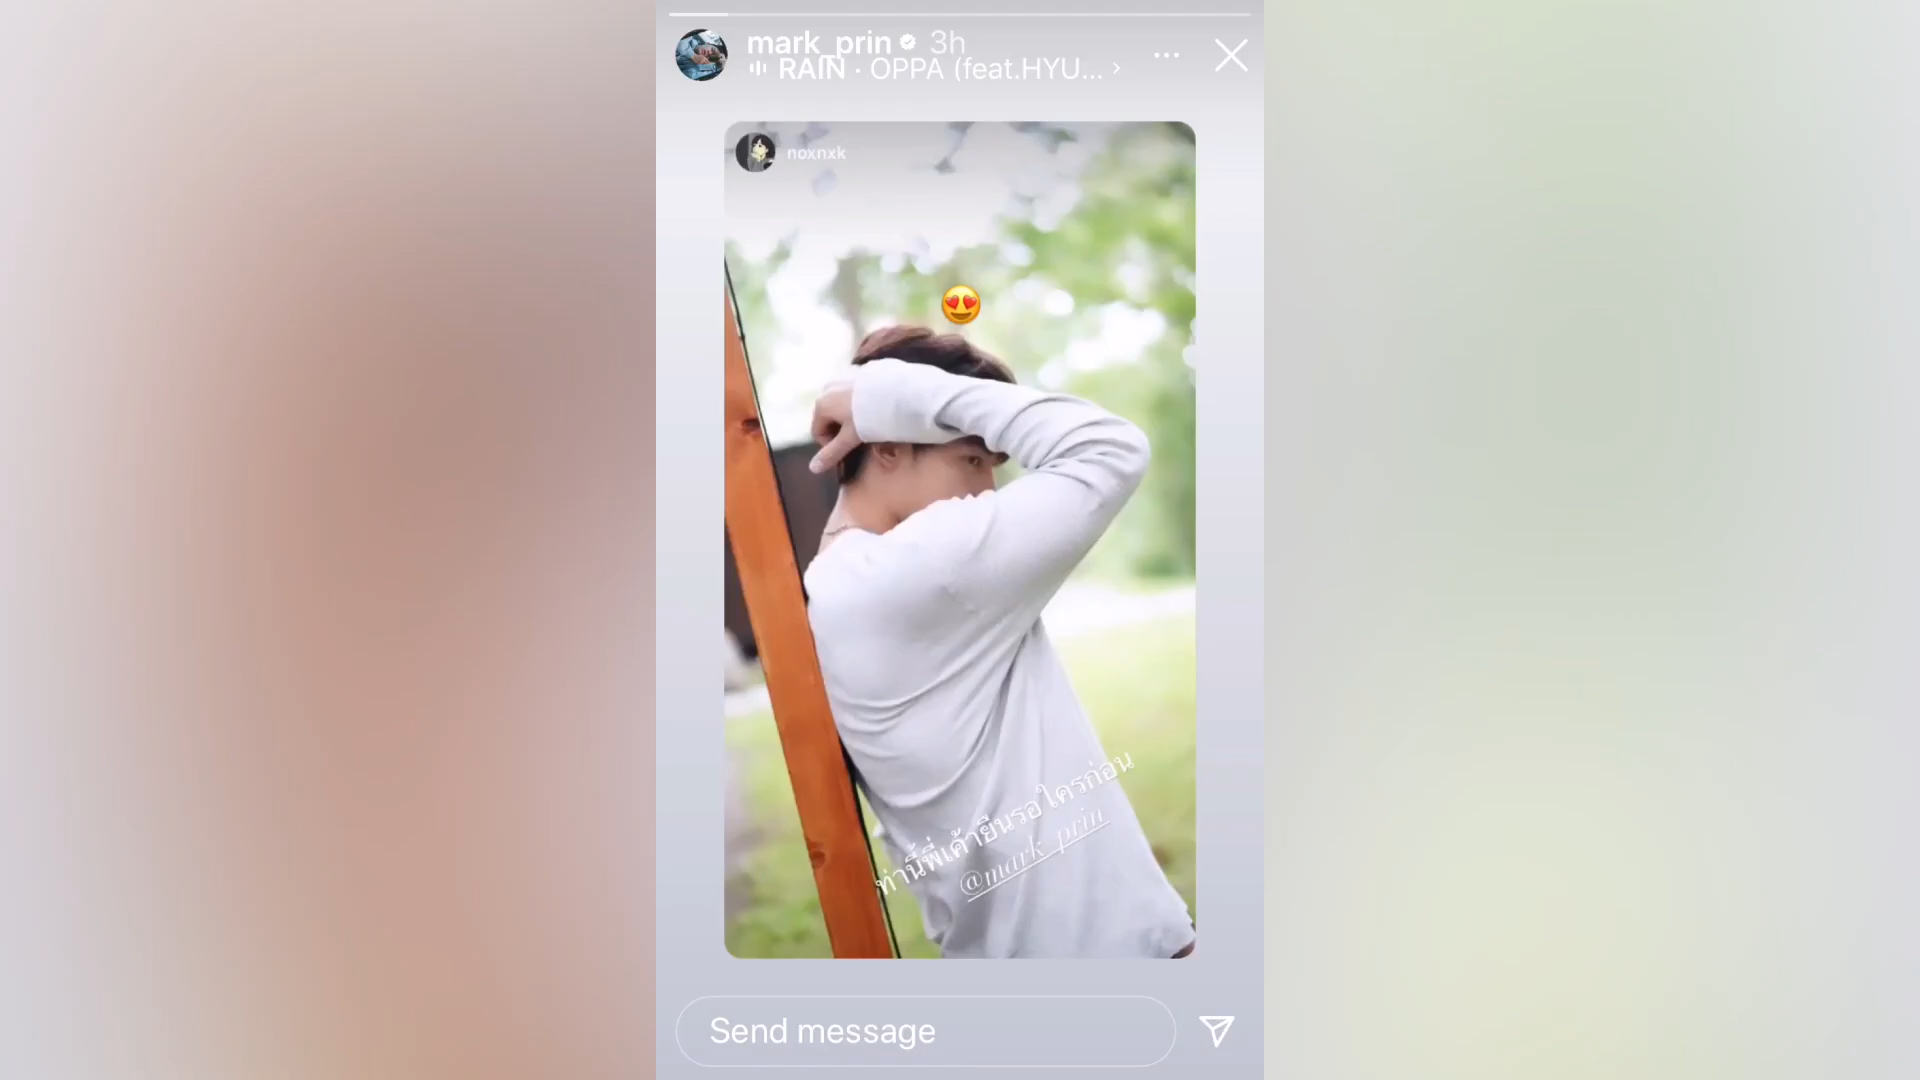 mark_prin 3h
RAIN · OPPA (feat.HYU...
noxnxk
ท่านี้พี่เค้ายืนรอใครก่อน
@mark_prin
Send message